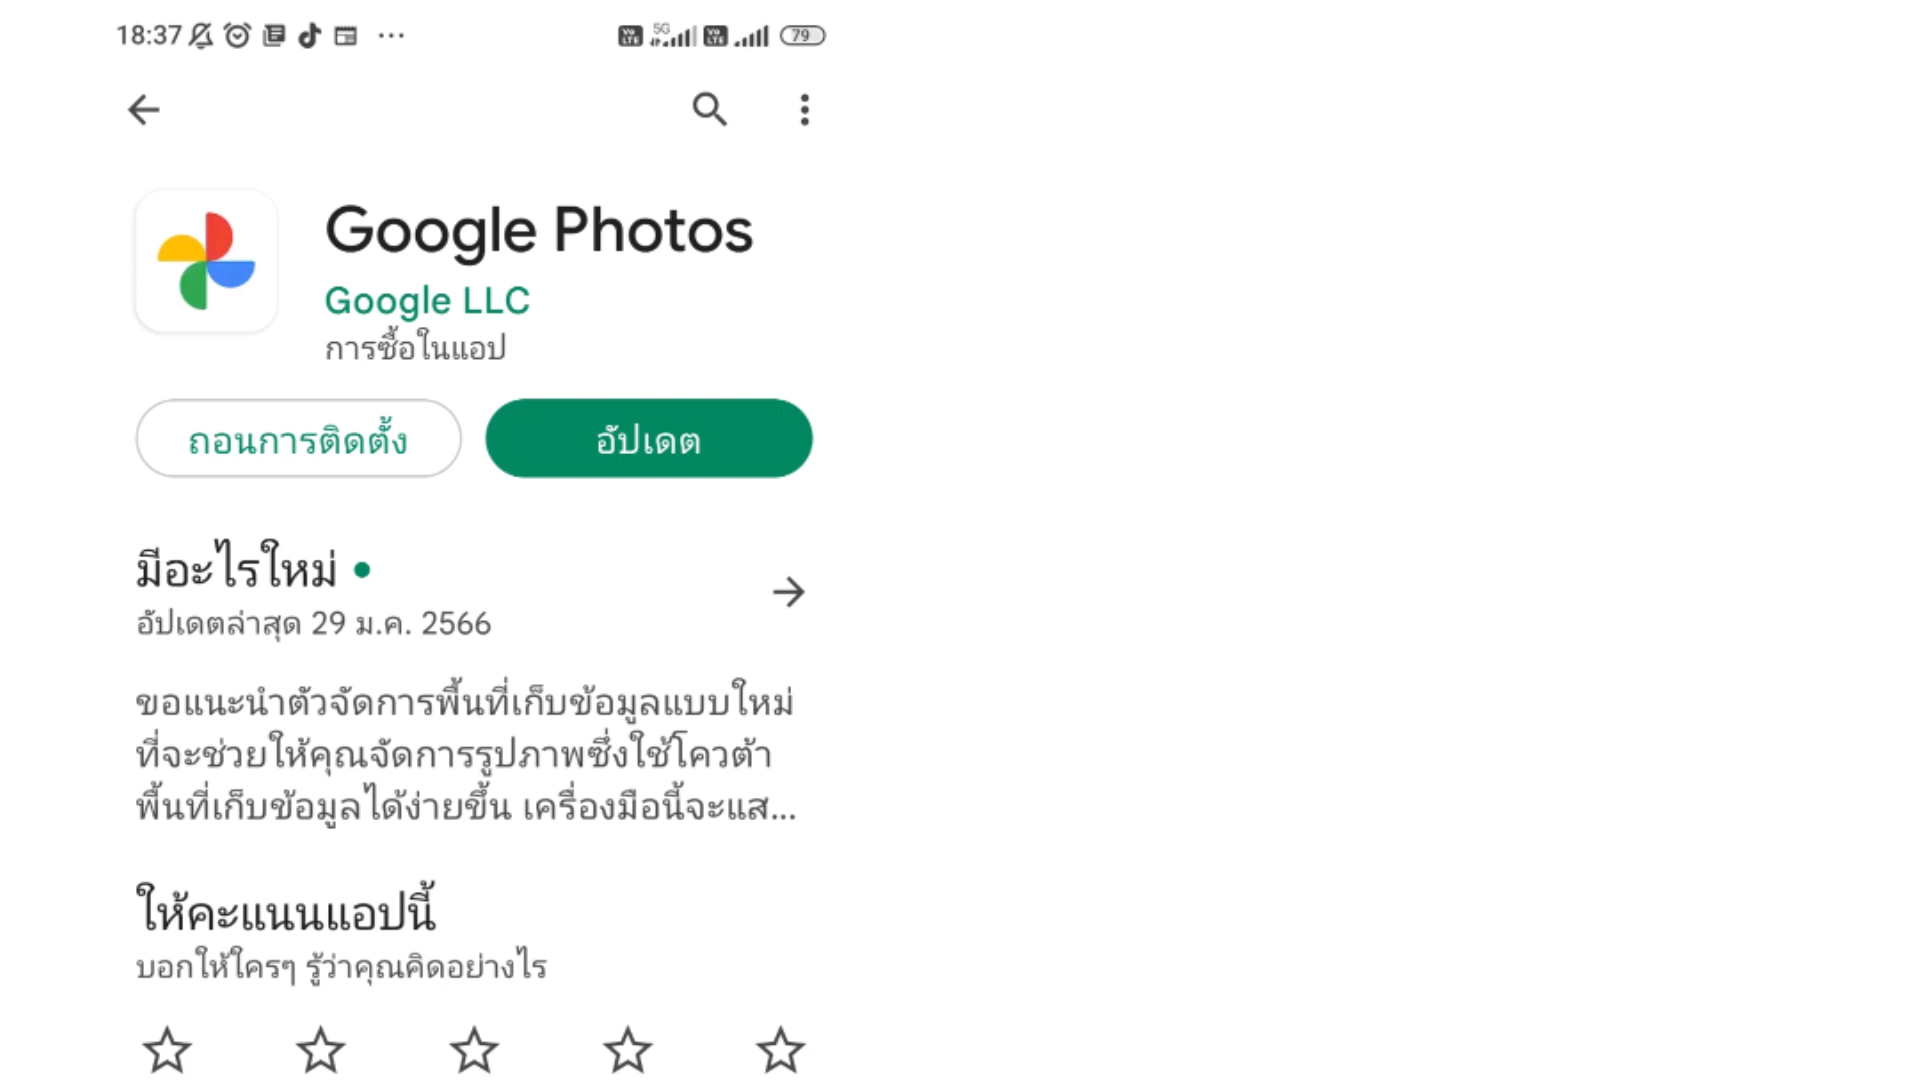 18:37 ... Vo LTE 5G Vo LTE 79
Google Photos
Google LLC
การซื้อในแอป
ถอนการติดตั้ง อัปเดต
มีอะไรใหม่ •
อัปเดตล่าสุด 29 ม.ค. 2566
ขอแนะนำตัวจัดการพื้นที่เก็บข้อมูลแบบใหม่
ที่จะช่วยให้คุณจัดการรูปภาพซึ่งใช้โควต้า
พื้นที่เก็บข้อมูลได้ง่ายขึ้น เครื่องมือนี้จะแส...
ให้คะแนนแอปนี้
บอกให้ใครๆ รู้ว่าคุณคิดอย่างไร